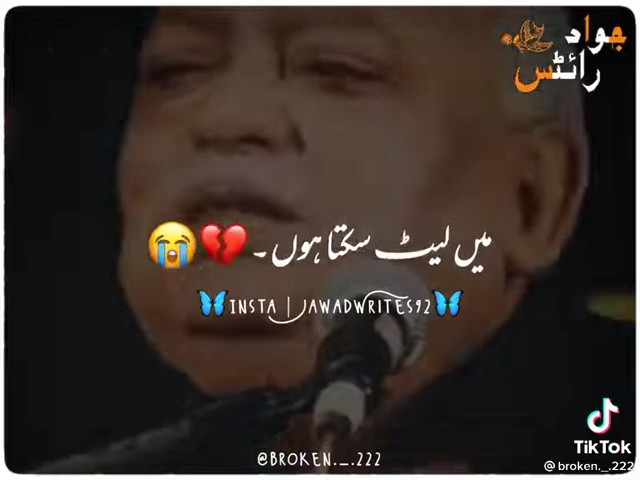 جواد
رائٹس
میں لیٹ سکتا ہوں۔ 💔😭
🦋INSTA | JAWADWRITES92🦋
TikTok
@BROKEN._.222
@broken._.222